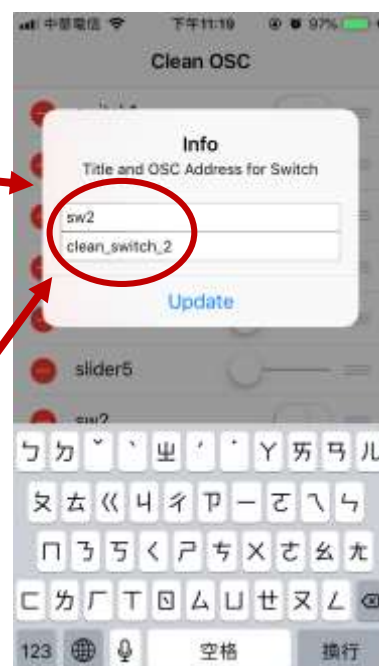 中華電信 下午11:19 97%
Clean OSC
Info
Title and OSC Address for Switch
sw2
clean_switch_2
Update
slider5
sw2
ㄅ ㄉ ˇ ˋ ㄓ ˊ ˙ ㄚ ㄞ ㄢ ㄦ
ㄆ ㄊ ㄍ ㄐ ㄔ ㄗ ㄧ ㄛ ㄟ ㄣ
ㄇ ㄋ ㄎ ㄑ ㄕ ㄘ ㄨ ㄜ ㄠ ㄤ
ㄈ ㄌ ㄏ ㄒ ㄖ ㄙ ㄩ ㄝ ㄡ ㄥ
123 空格 換行